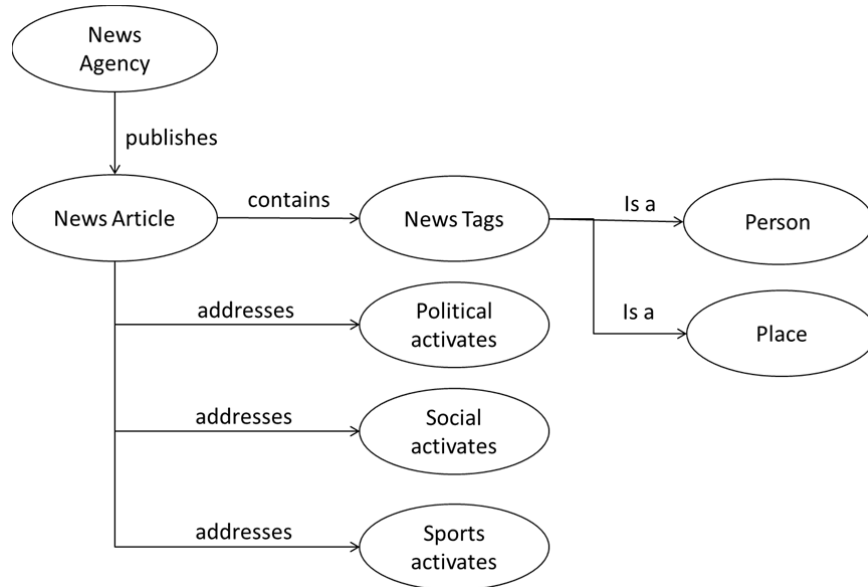 News
Agency
publishes
News Article
contains
News Tags
Is a
Person
Is a
Place
addresses
Political
activates
addresses
Social
activates
addresses
Sports
activates